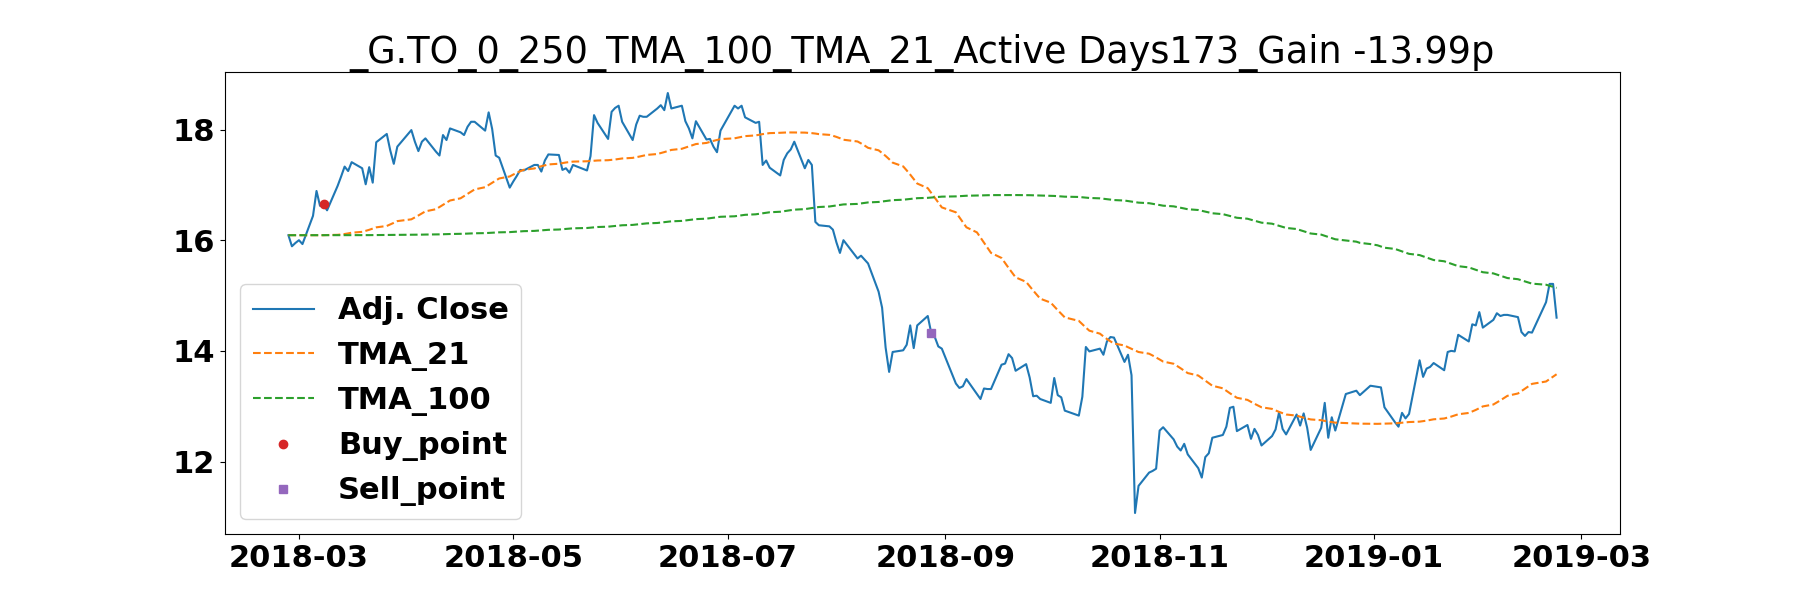 _G.TO_0_250_TMA_100_TMA_21_Active Days173_Gain -13.99p
18
16
14
12
Adj. Close
TMA_21
TMA_100
Buy_point
Sell_point
2018-03 2018-05 2018-07 2018-09 2018-11 2019-01 2019-03